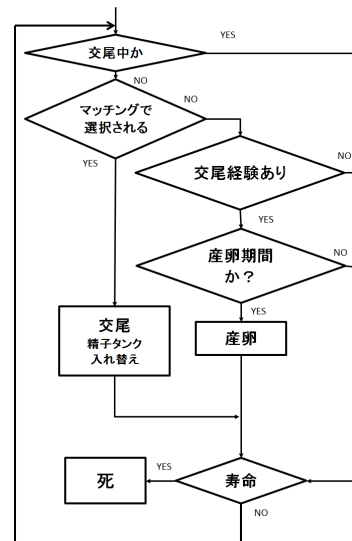 交尾中か
YES
NO
マッチングで
選択される
NO
YES
交尾経験あり
NO
YES
産卵期間
か？
NO
YES
交尾
精子タンク
入れ替え
産卵
死
YES
寿命
NO